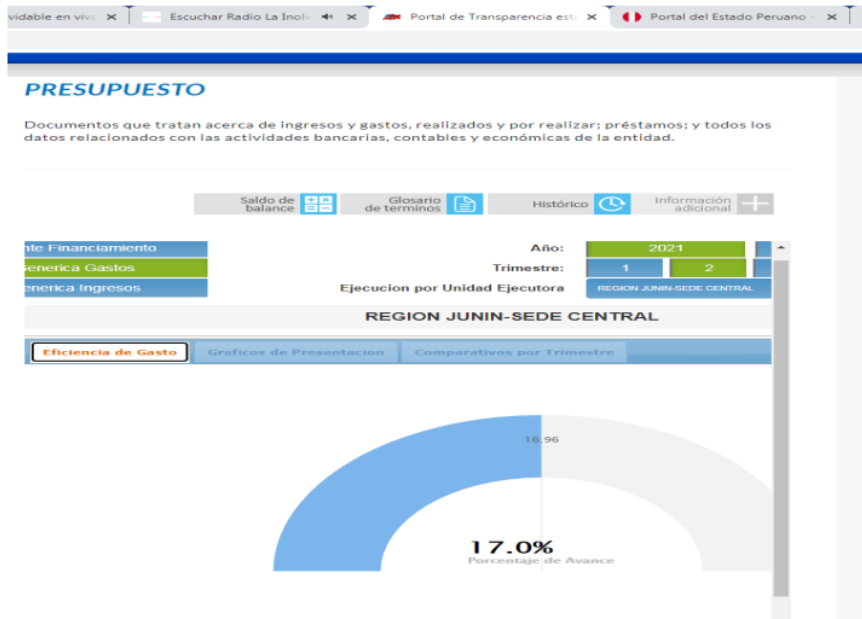 vidable en vivo
Escuchar Radio La Inolv
Portal de Transparencia está
Portal del Estado Peruano -
PRESUPUESTO
Documentos que tratan acerca de ingresos y gastos, realizados y por realizar; préstamos; y todos los
datos relacionados con las actividades bancarias, contables y económicas de la entidad.
Saldo de
balance
Glosario
de terminos
Histórico
Información
adicional
nte Financiamiento
Año:
2021
enerica Gastos
Trimestre:
1
2
enerica Ingresos
Ejecucion por Unidad Ejecutora
REGION JUNIN-SEDE CENTRAL
REGION JUNIN-SEDE CENTRAL
Eficiencia de Gasto
Graficos de Presentacion
Comparativos por Trimestre
16.96
17.0%
Porcentaje de Avance